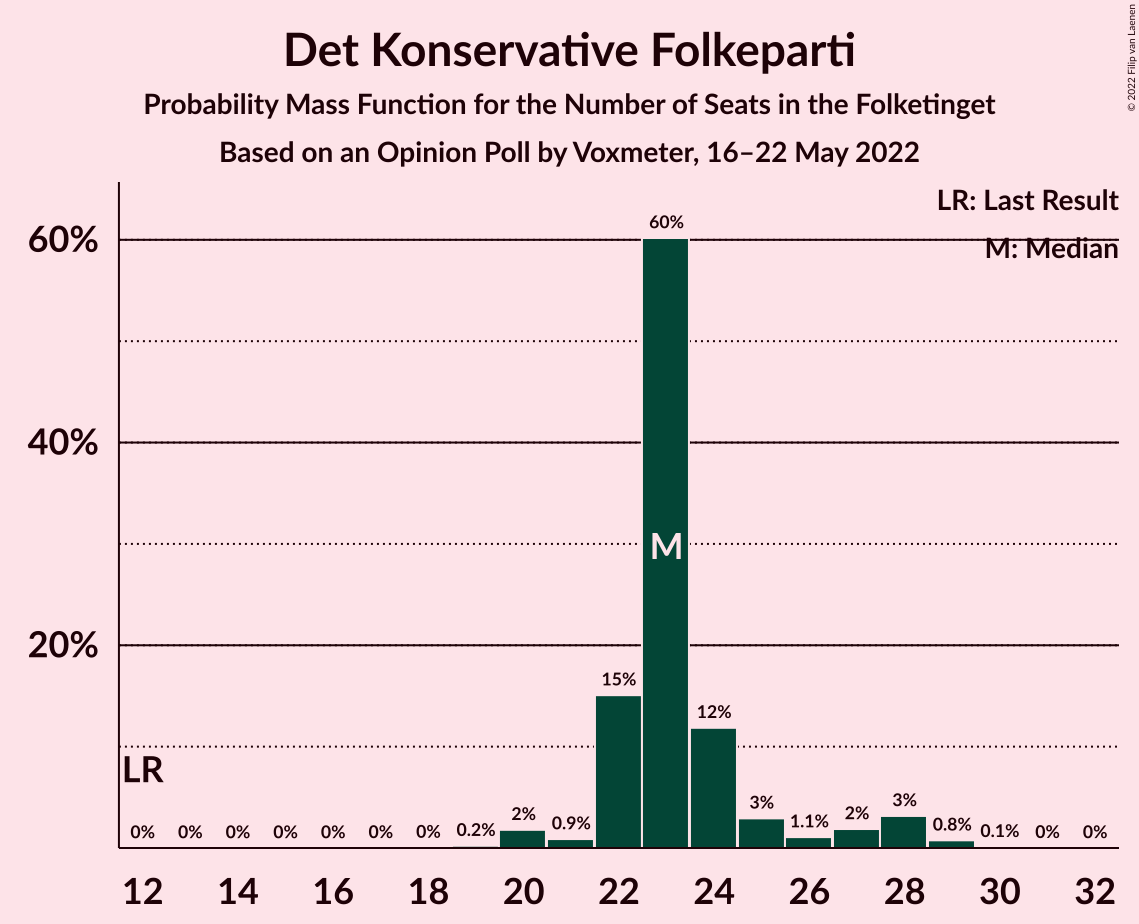 Det Konservative Folkeparti
Probability Mass Function for the Number of Seats in the Folketinget
Based on an Opinion Poll by Voxmeter, 16–22 May 2022
© 2022 Filip van Laenen
LR: Last Result
M: Median
60%
40%
20%
60%
M
15%
12%
LR
0% 0% 0% 0% 0% 0% 0% 0.2% 2% 0.9% 3% 1.1% 2% 3% 0.8% 0.1% 0% 0%
12 14 16 18 20 22 24 26 28 30 32